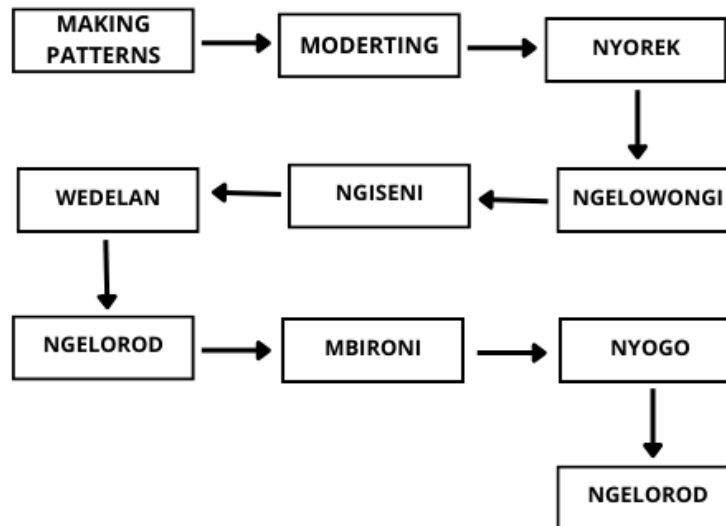 MAKING
PATTERNS
MODERTING
NYOREK
NGELOWONGI
NGISENI
WEDELAN
NGELOROD
MBIRONI
NYOGO
NGELOROD